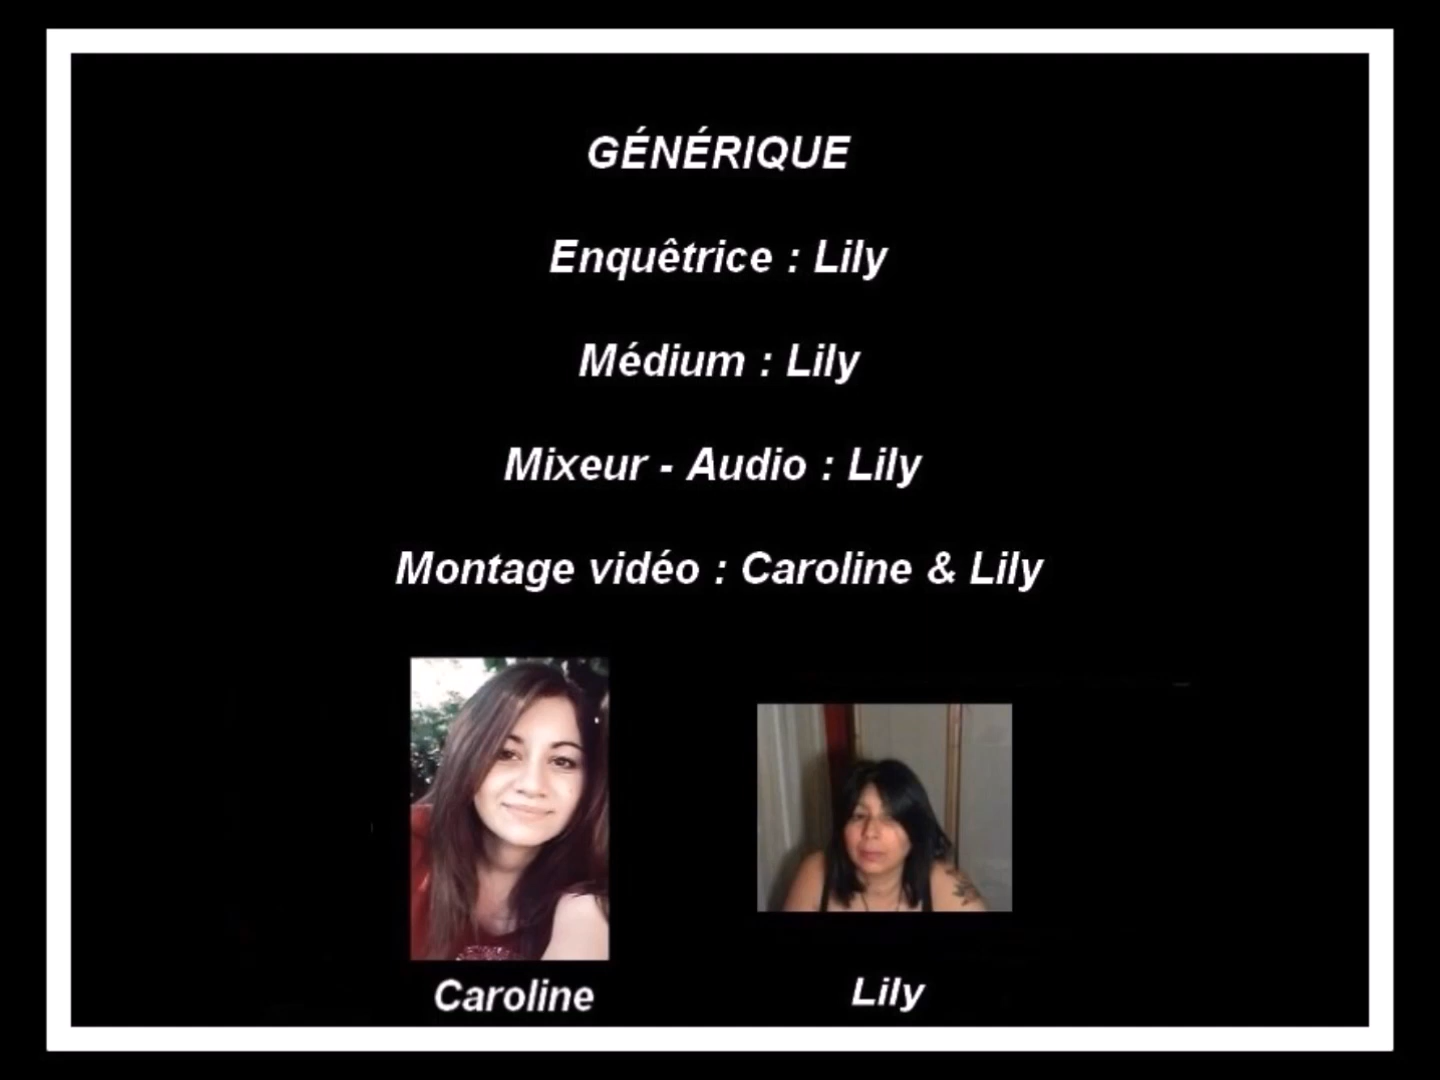 GÉNÉRIQUE
Enquêtrice : Lily
Médium : Lily
Mixeur - Audio : Lily
Montage vidéo : Caroline & Lily
Caroline
Lily